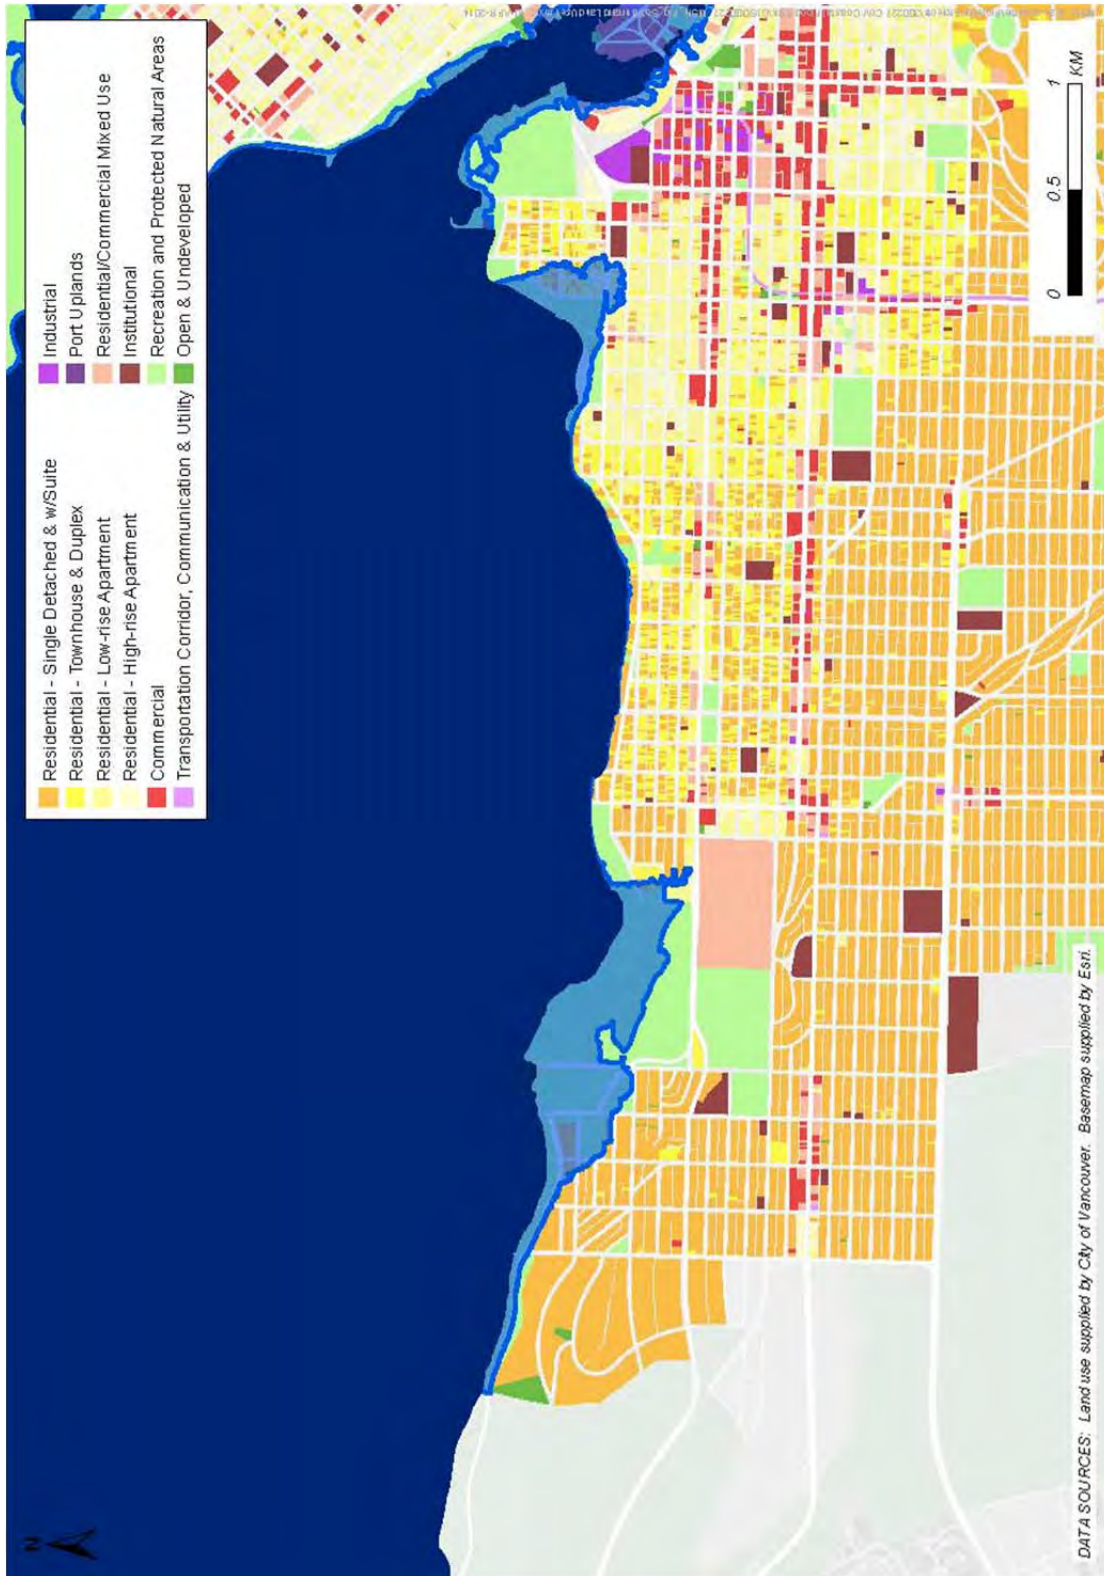 Residential - Single Detached & w/Suite
Residential - Townhouse & Duplex
Residential - Low-rise Apartment
Residential - High-rise Apartment
Commercial
Transportation Corridor, Communication & Utility
Industrial
Port Uplands
Residential/Commercial Mixed Use
Institutional
Recreation and Protected Natural Areas
Open & Undeveloped
N
0 0.5 1
KM
DATA SOURCES: Land use supplied by City of Vancouver. Basemap supplied by Esri.